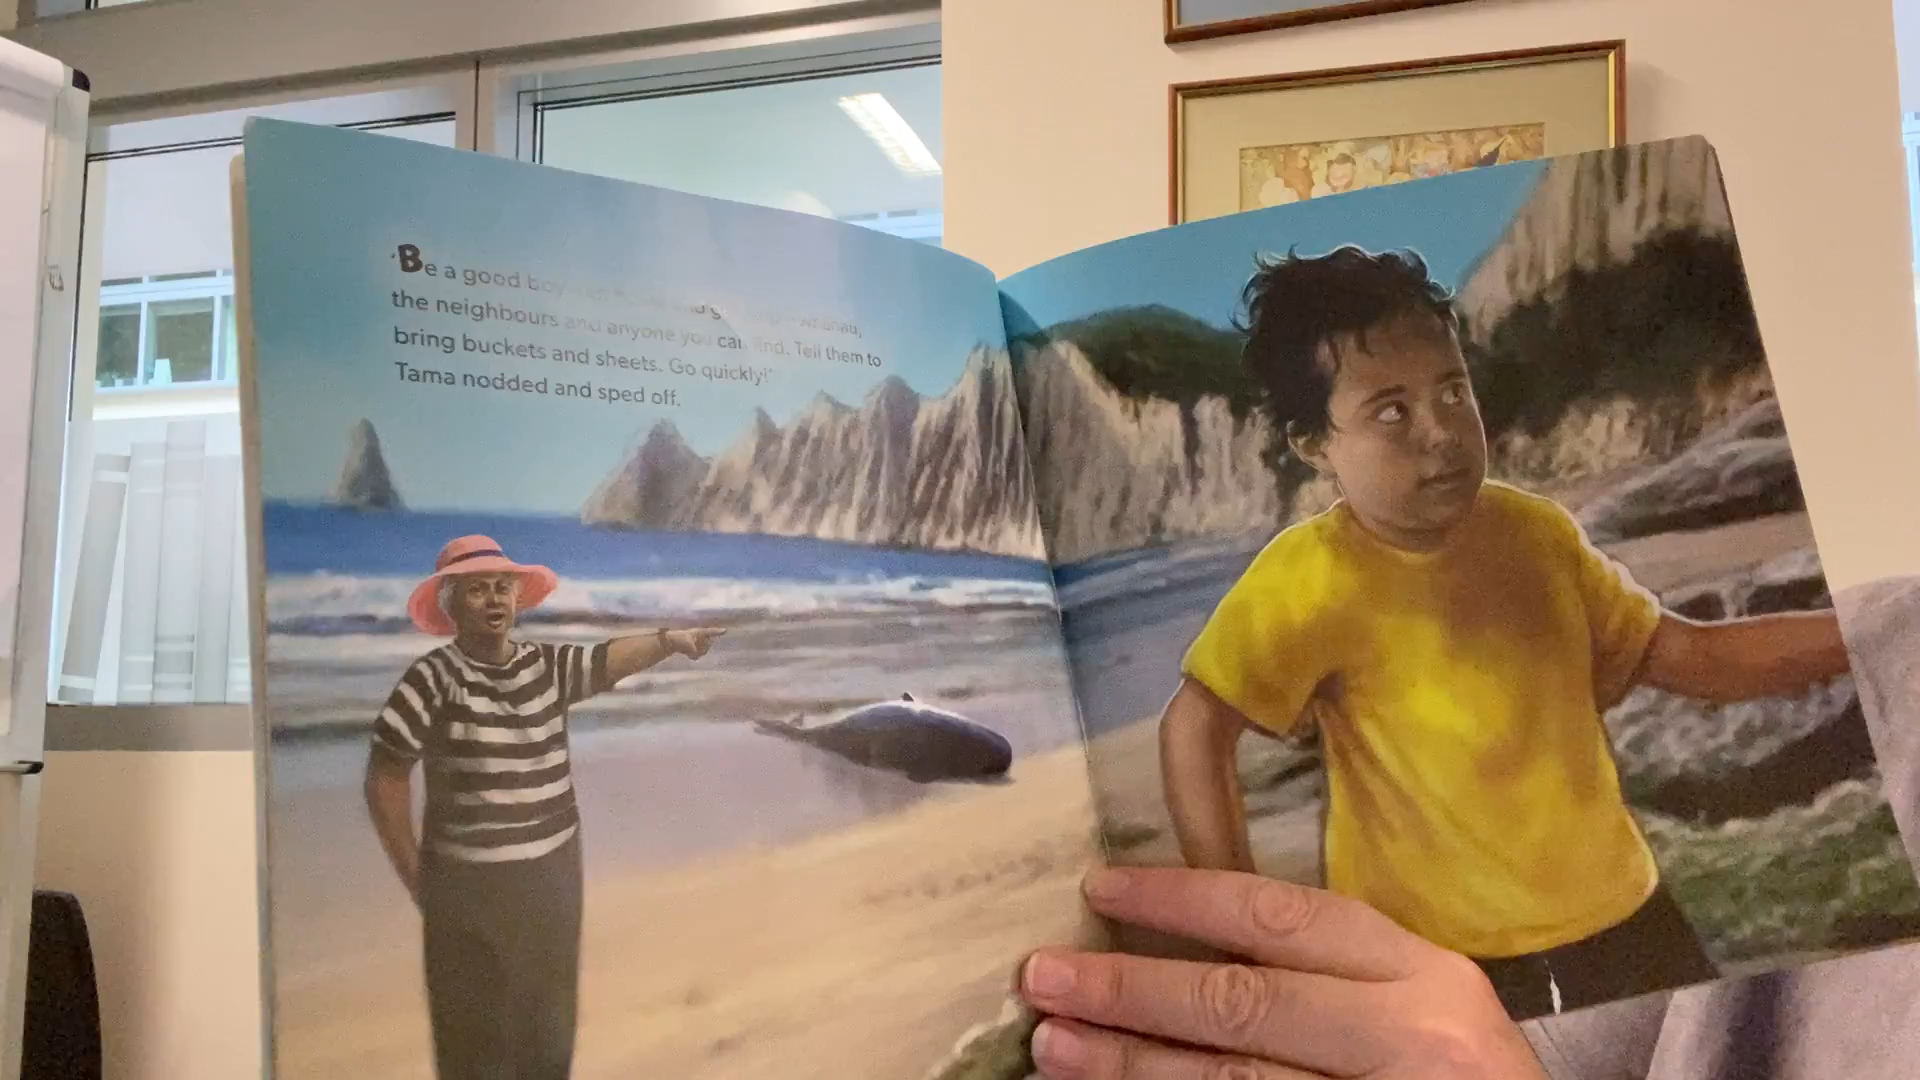 'Be a good boy and
the neighbours and anyone you can find. Tell them to
bring buckets and sheets. Go quickly!'
Tama nodded and sped off.